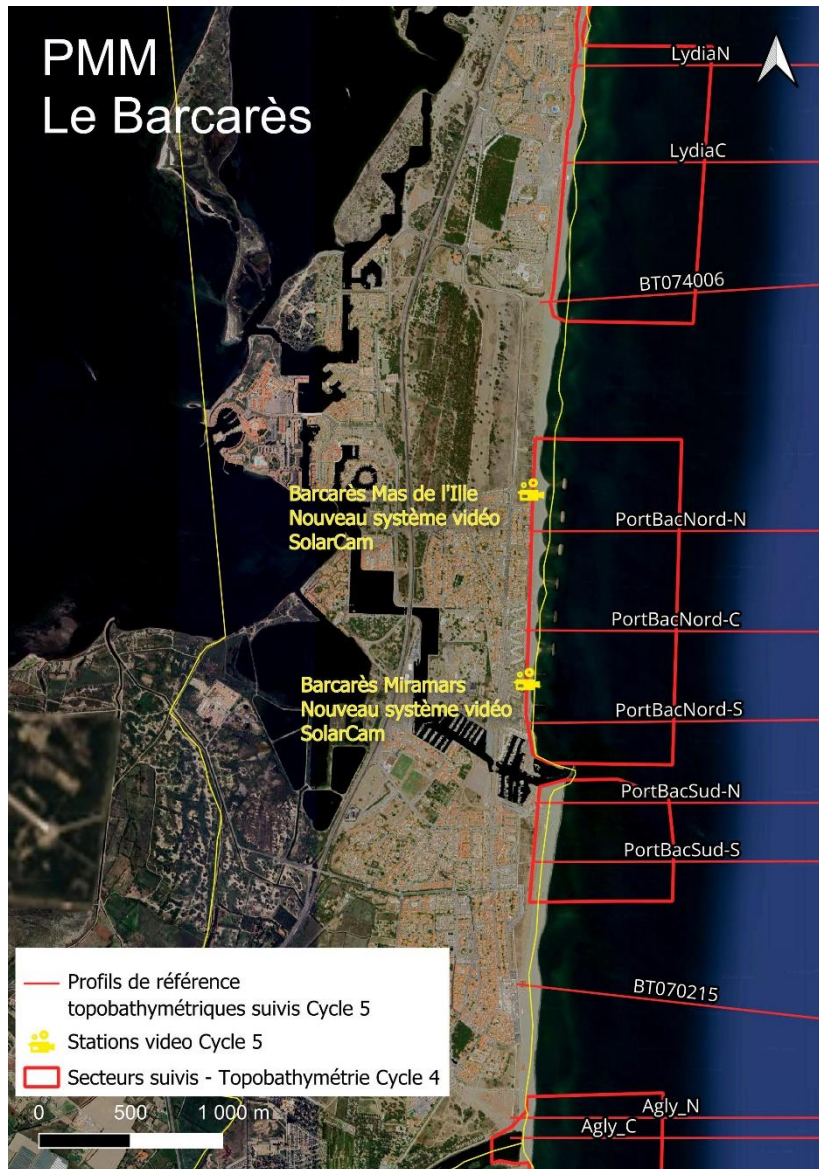 PMM
Le Barcarès
LydiaN
LydiaC
BT074006
Barcarès Mas de l'Ille
Nouveau système vidéo
SolarCam
PortBacNord-N
PortBacNord-C
Barcarès Miramars
Nouveau système vidéo
SolarCam
PortBacNord-S
PortBacSud-N
PortBacSud-S
BT070215
Profils de référence
topobathymétriques suivis Cycle 5
Stations video Cycle 5
Secteurs suivis - Topobathymétrie Cycle 4
0 500 1 000 m
Agly_N
Agly_C